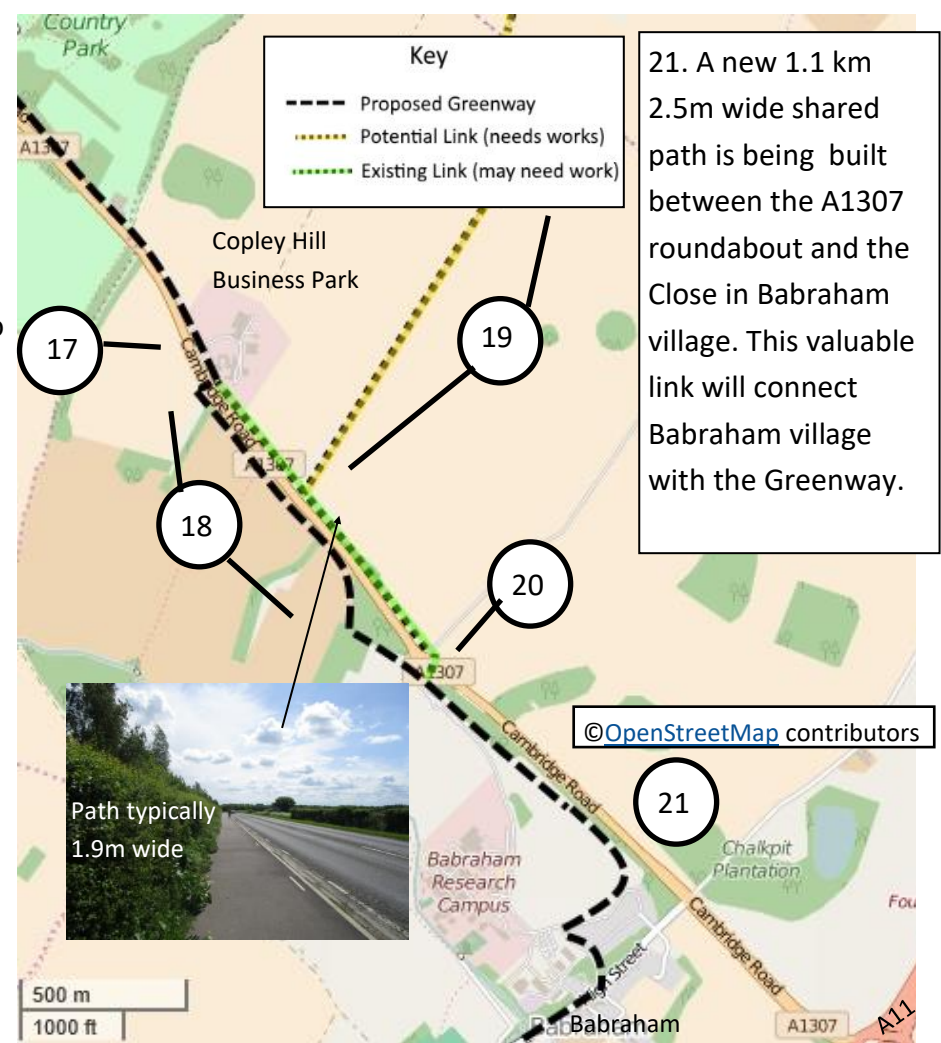 Country
Park
Key
Proposed Greenway
Potential Link (needs works)
Existing Link (may need work)
21. A new 1.1 km
2.5m wide shared
path is being built
between the A1307
roundabout and the
Close in Babraham
village. This valuable
link will connect
Babraham village
with the Greenway.
A1307
Copley Hill
Business Park
17
19
Cambridge Road
A1307
18
20
A1307
©OpenStreetMap contributors
Cambridge Road
21
Path typically
1.9m wide
Babraham
Research
Campus
Chalkpit
Plantation
Fou
Cambridge Road
High Street
500 m
1000 ft
Babraham
Babraham
A1307
A11